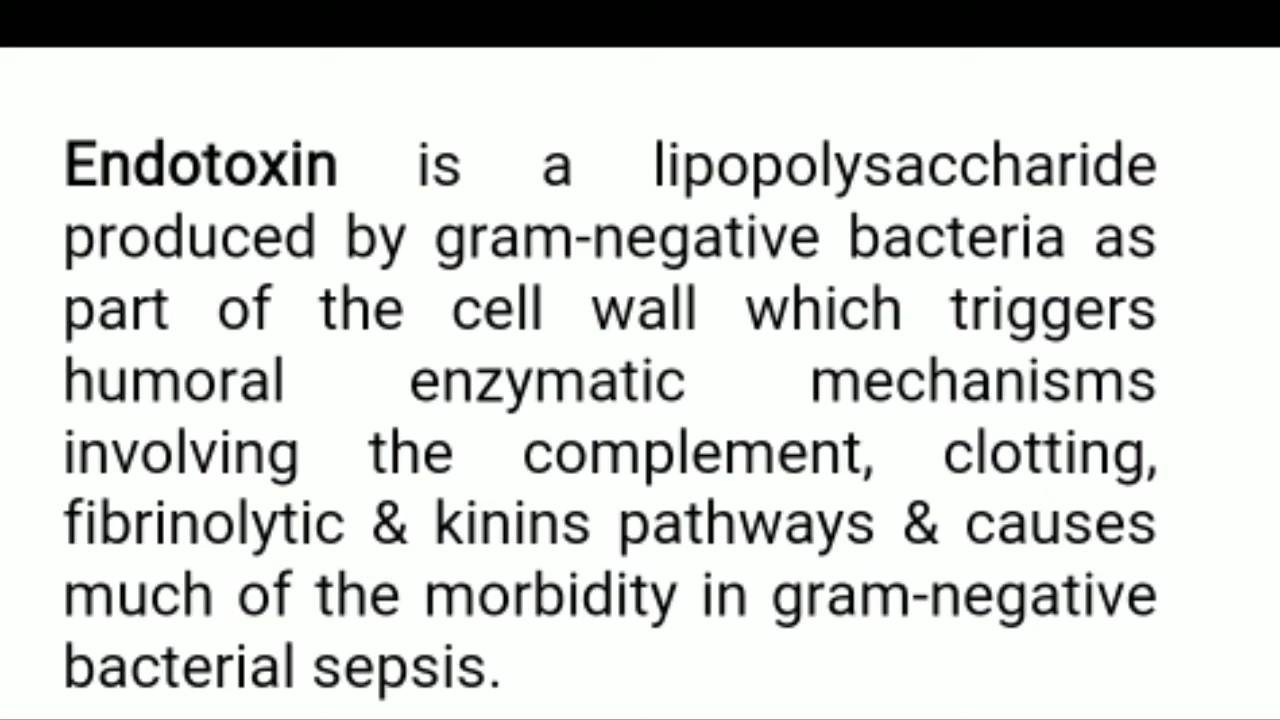 Endotoxin is a lipopolysaccharide
produced by gram-negative bacteria as
part of the cell wall which triggers
humoral enzymatic mechanisms
involving the complement, clotting,
fibrinolytic & kinins pathways & causes
much of the morbidity in gram-negative
bacterial sepsis.